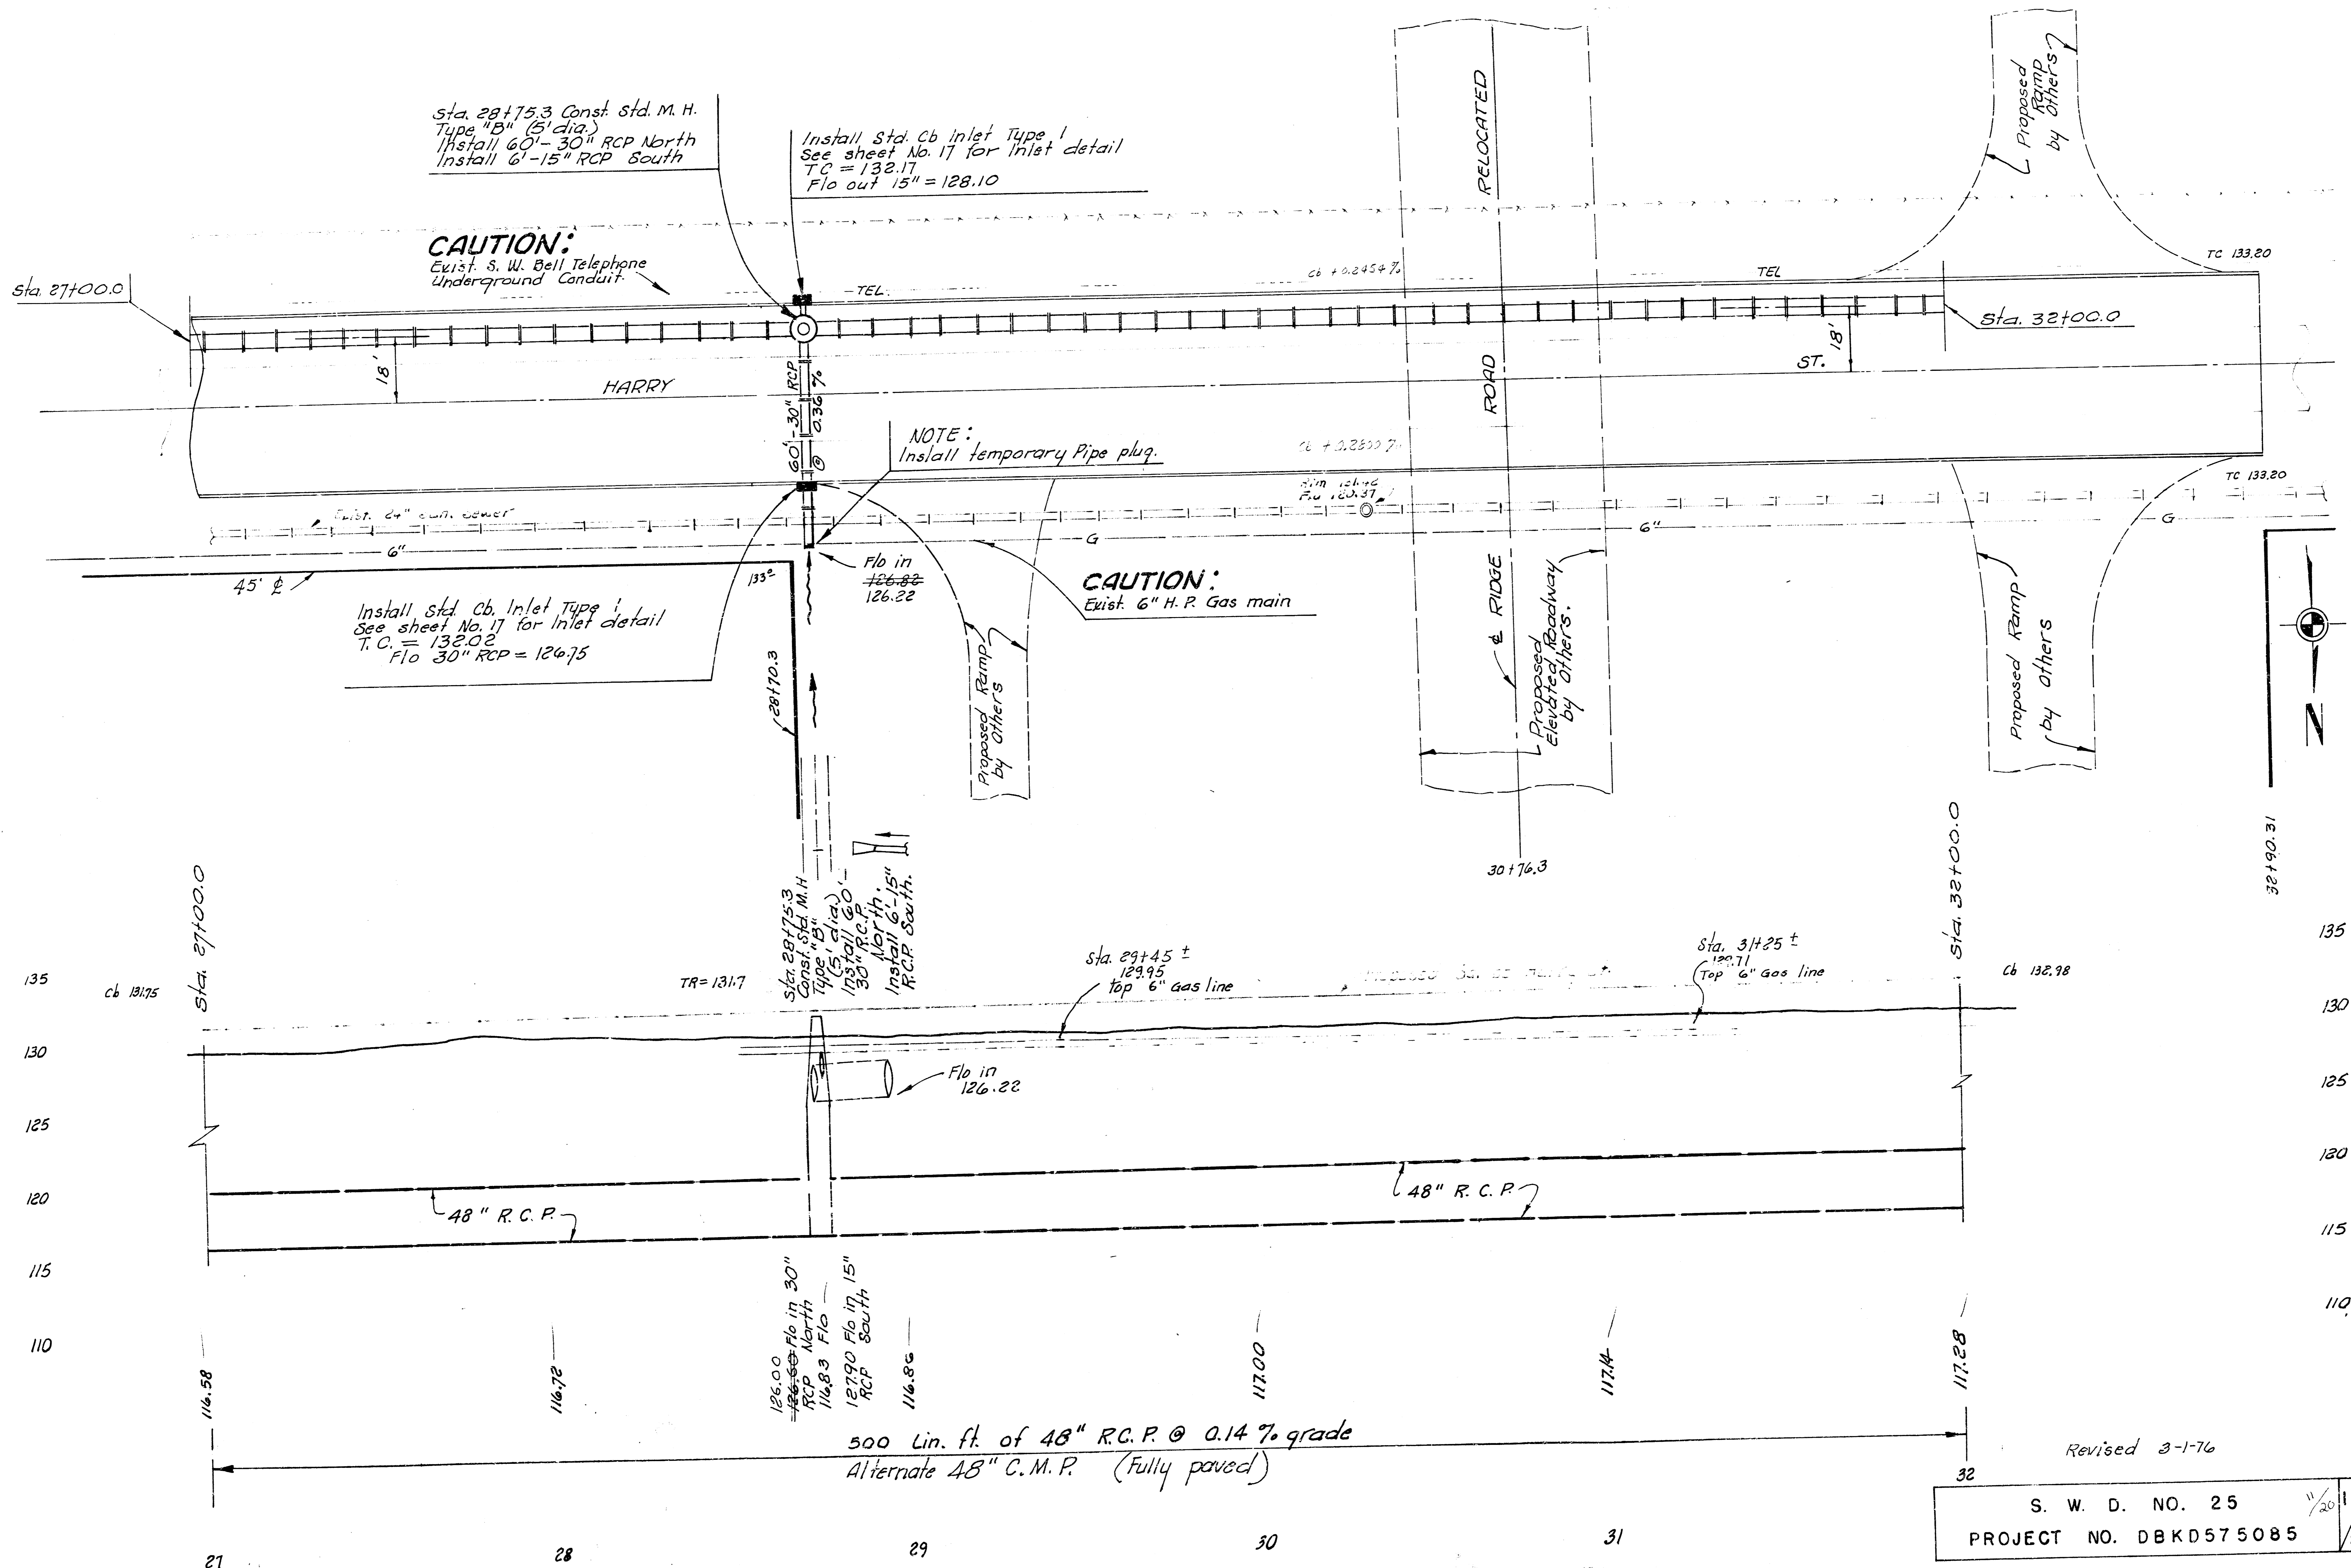 Sta. 28+75.3 Const. Std. M. H.
Type "B" (5' dia.)
Install 60'- 30" RCP North
Install 6'-15" RCP South
Install Std. Cb Inlet Type 1
See sheet No. 17 for Inlet detail
TC = 132.17
Flo out 15" = 128.10
RELOCATED
Proposed
Ramp
by Others
CAUTION:
Exist. S. W. Bell Telephone
Underground Conduit.
Sta. 27+00.0
TEL.
Cb +0.2454 %
TEL
TC 133.20
Sta. 32+00.0
18'
HARRY
60'-30" RCP
@ 0.36 %
ROAD
ST.
18'
NOTE:
Install temporary Pipe plug.
TC 133.20
Exist. 24" San. Sewer
6"
G
6"
G
45' ₵
133º
Flo in
126.82
126.22
CAUTION:
Exist. 6" H. P. Gas main
Install Std. Cb. Inlet Type 1
See sheet No. 17 for Inlet detail
T. C. = 132.02
Flo 30" RCP = 126.75
28+70.3
Proposed Ramp
by Others
₵ RIDGE
Proposed
Elevated Roadway
by Others.
Proposed Ramp
by Others
N
30+76.3
32+90.31
Sta. 27+00.0
Sta. 28+75.3
Const. Std. M.H
Type "B"
(5' dia.)
Install 60'-
30" R.C.P.
North.
Install 6'-15"
R.C.P. South.
Sta. 32+00.0
135
Cb 131.75
TR= 131.7
Sta. 29+45 ±
129.95
Top 6" Gas line
Sta. 31+25 ±
129.71
Top 6" Gas line
Cb 132.98
135
130
130
Flo in
126.22
125
125
120
120
48" R. C. P.
48" R. C. P.
115
115
110
110
116.58
116.72
126.00
126.60 Flo in 30"
RCP North
116.83 Flo
127.90 Flo in 15"
RCP South
116.86
117.00
117.14
117.28
500 Lin. ft. of 48" R.C.P. @ 0.14 % grade
Alternate 48" C.M.P. (Fully paved)
Revised 3-1-76
27
28
29
30
31
32
S. W. D. NO. 25
11/20
PROJECT NO. DBKD575085